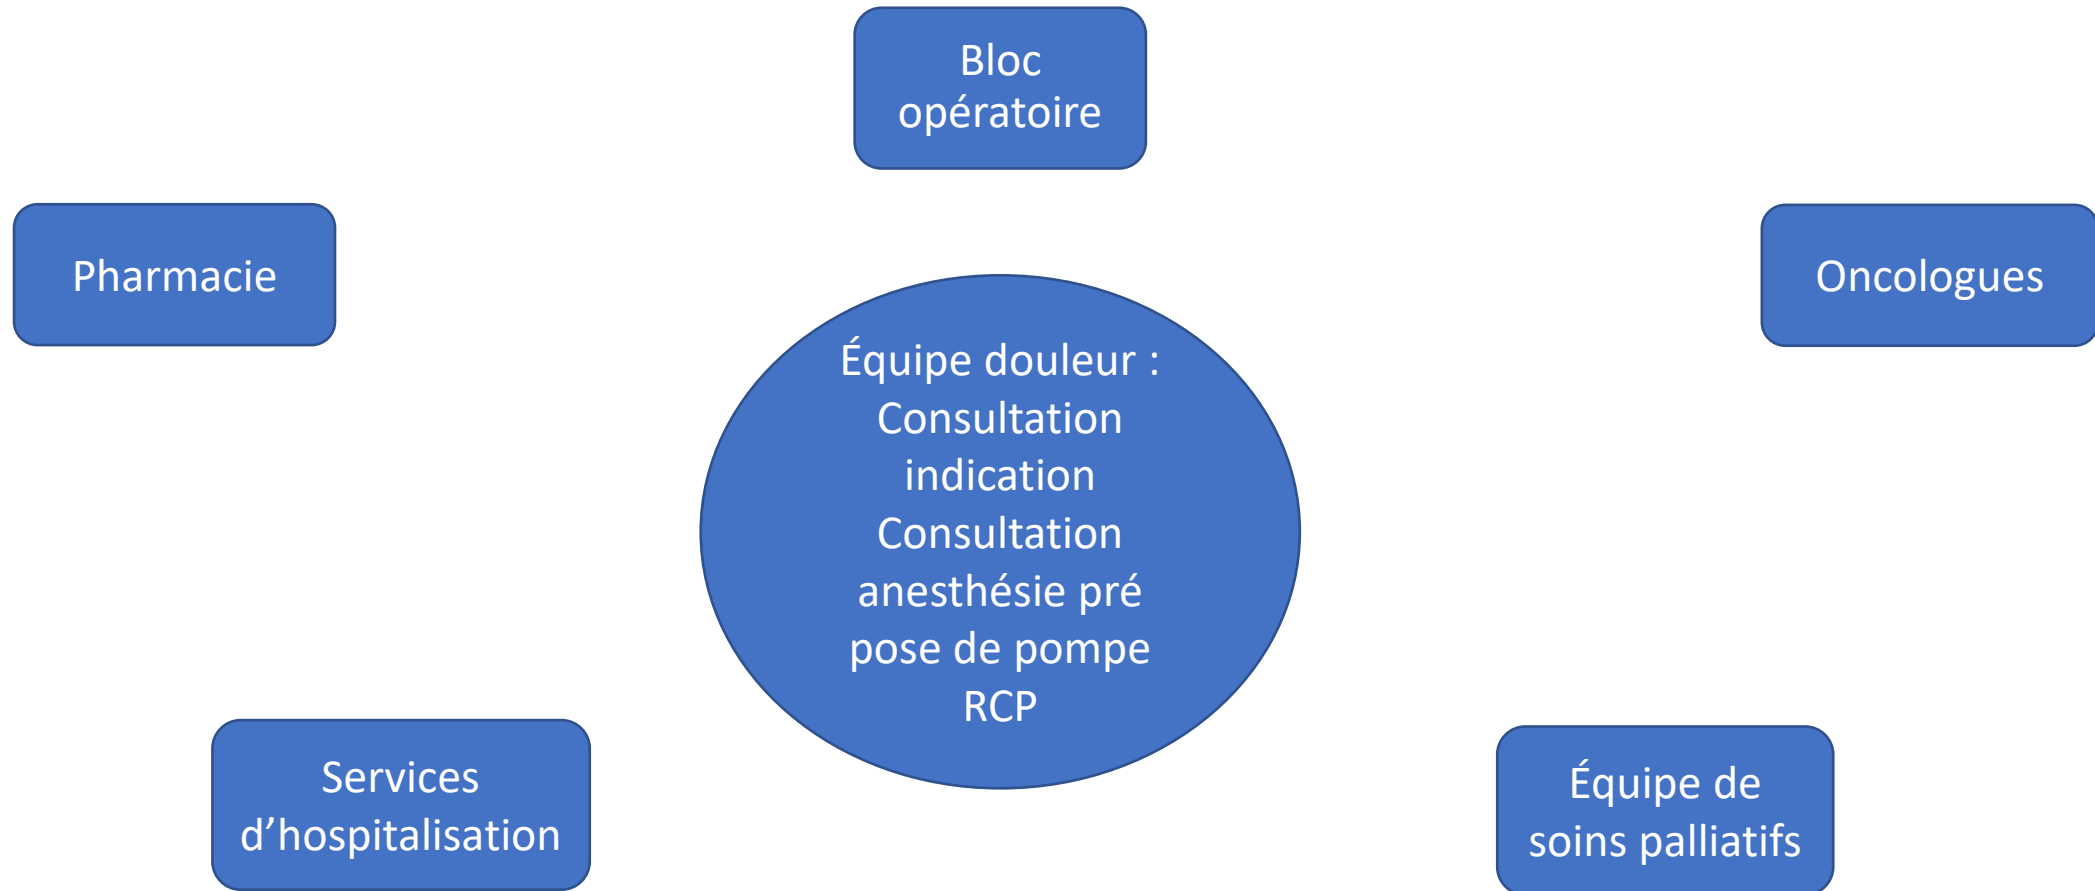 Bloc
opératoire
Pharmacie
Oncologues
Équipe douleur :
Consultation
indication
Consultation
anesthésie pré
pose de pompe
RCP
Services
d’hospitalisation
Équipe de
soins palliatifs